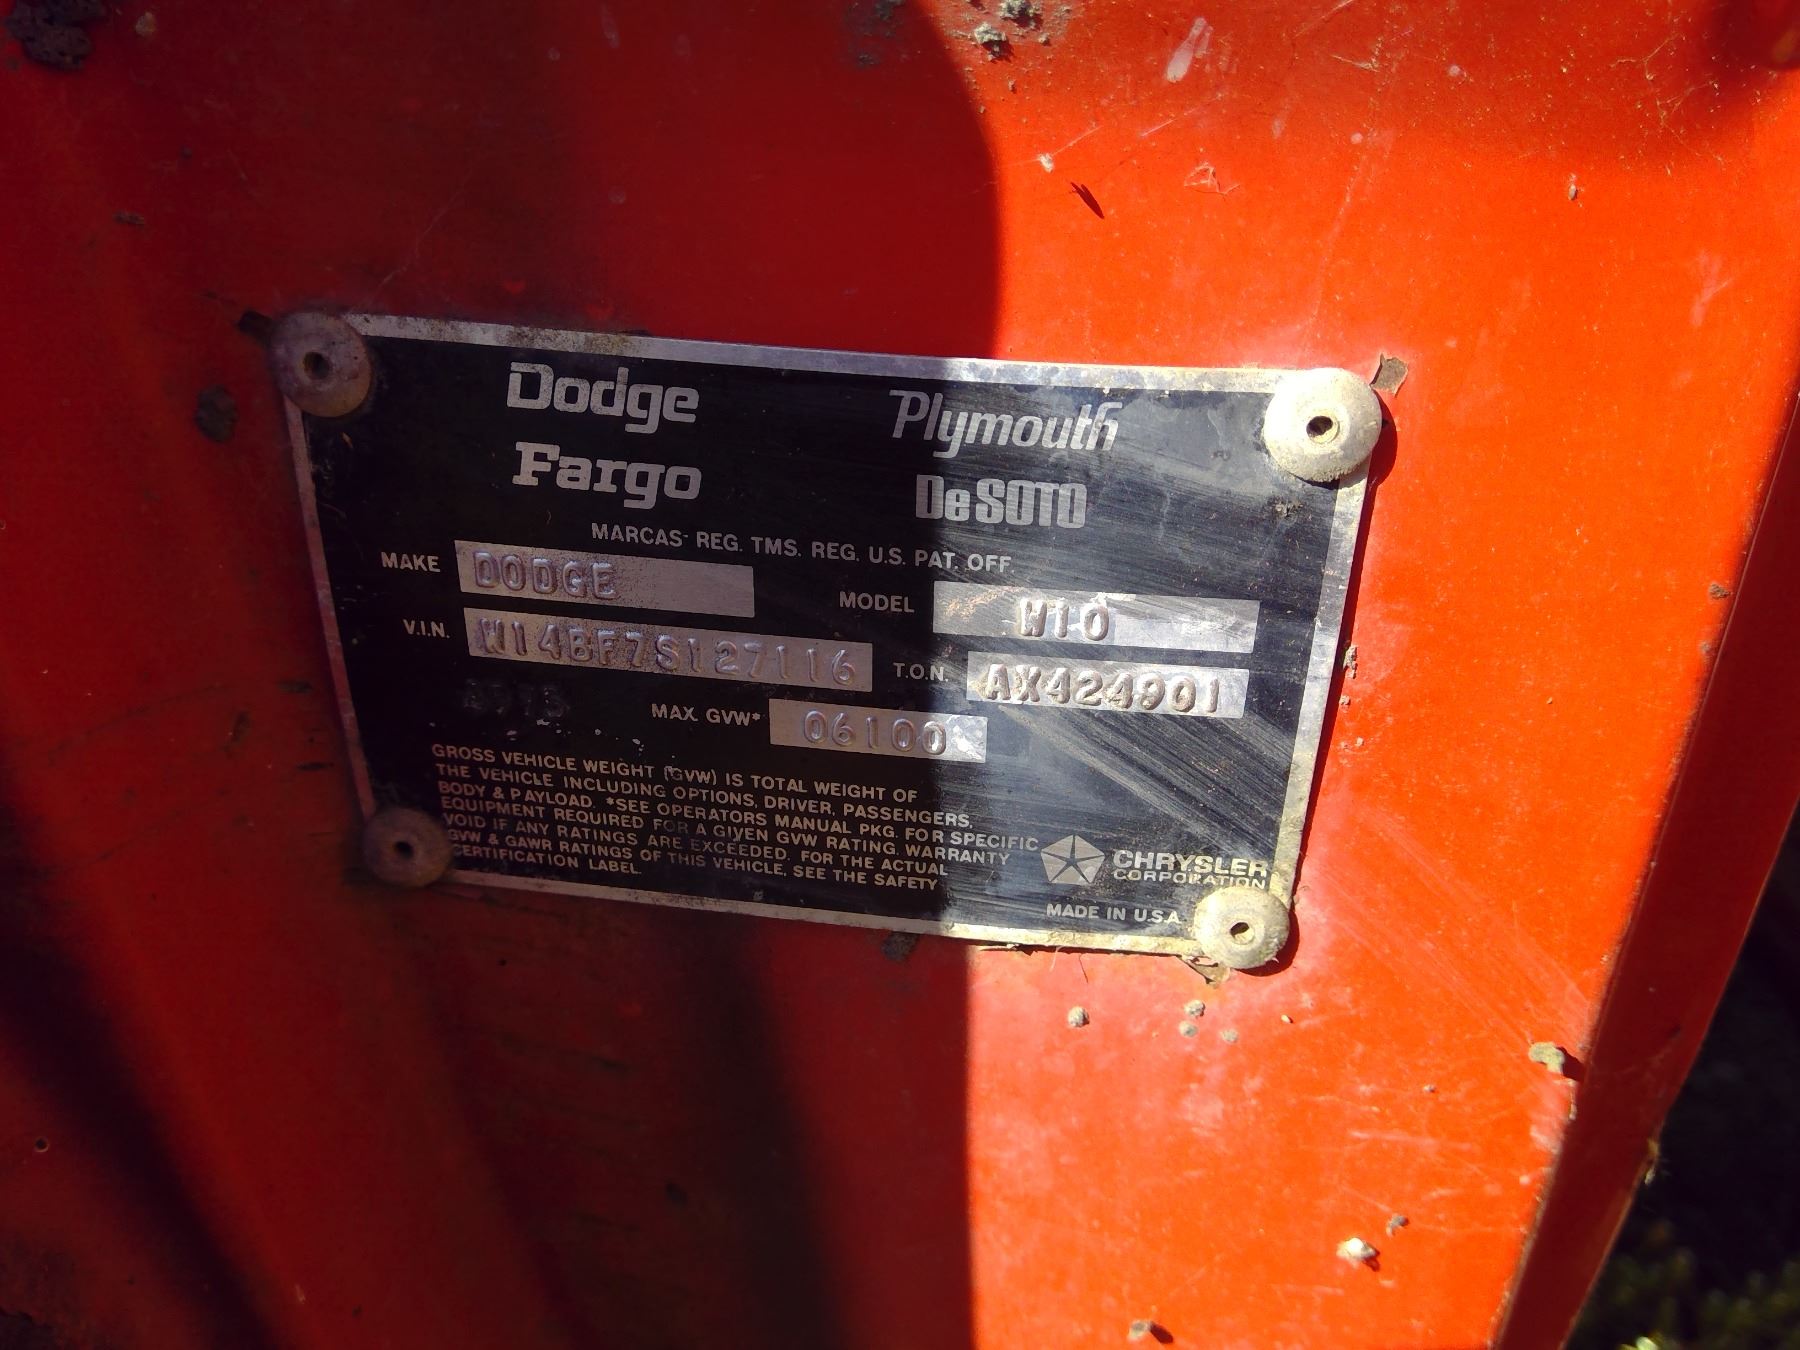 Dodge Plymouth
Fargo DeSOTO
MARCAS REG. TMS. REG. U.S. PAT. OFF.
MAKE DODGE MODEL W10
V.I.N. W14BF7S127116 T.O.N. AX424901
MAX. GVW* 06100
GROSS VEHICLE WEIGHT (GVW) IS TOTAL WEIGHT OF
THE VEHICLE INCLUDING OPTIONS, DRIVER, PASSENGERS,
BODY & PAYLOAD. *SEE OPERATORS MANUAL PKG. FOR SPECIFIC
EQUIPMENT REQUIRED FOR A GIVEN GVW RATING. WARRANTY
VOID IF ANY RATINGS ARE EXCEEDED. FOR THE ACTUAL
GVW & GAWR RATINGS OF THIS VEHICLE, SEE THE SAFETY
CERTIFICATION LABEL.
CHRYSLER
CORPORATION
MADE IN U.S.A.